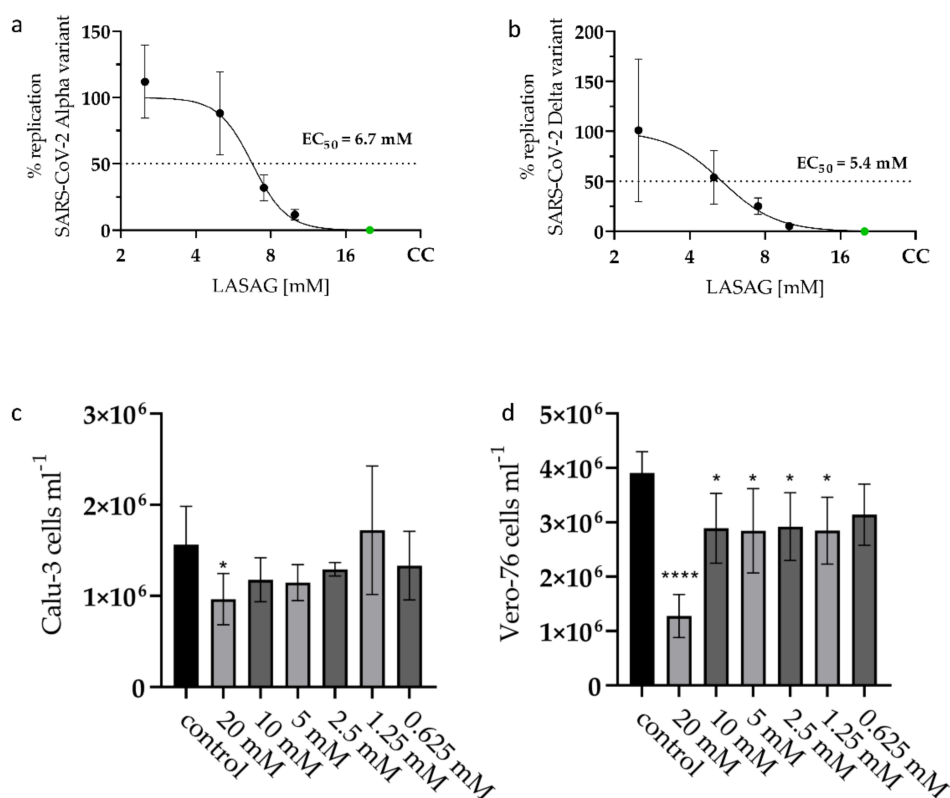 a
% replication
SARS-CoV-2 Alpha variant
150
100
50
0
EC50 = 6.7 mM
2 4 8 16 CC
LASAG [mM]
b
% replication
SARS-CoV-2 Delta variant
200
150
100
50
0
EC50 = 5.4 mM
2 4 8 16 CC
LASAG [mM]
c
Calu-3 cells ml⁻¹
3×10⁶
2×10⁶
1×10⁶
0
*
control
20 mM
10 mM
5 mM
2.5 mM
1.25 mM
0.625 mM
d
Vero-76 cells ml⁻¹
5×10⁶
4×10⁶
3×10⁶
2×10⁶
1×10⁶
0
**** * * * *
control
20 mM
10 mM
5 mM
2.5 mM
1.25 mM
0.625 mM